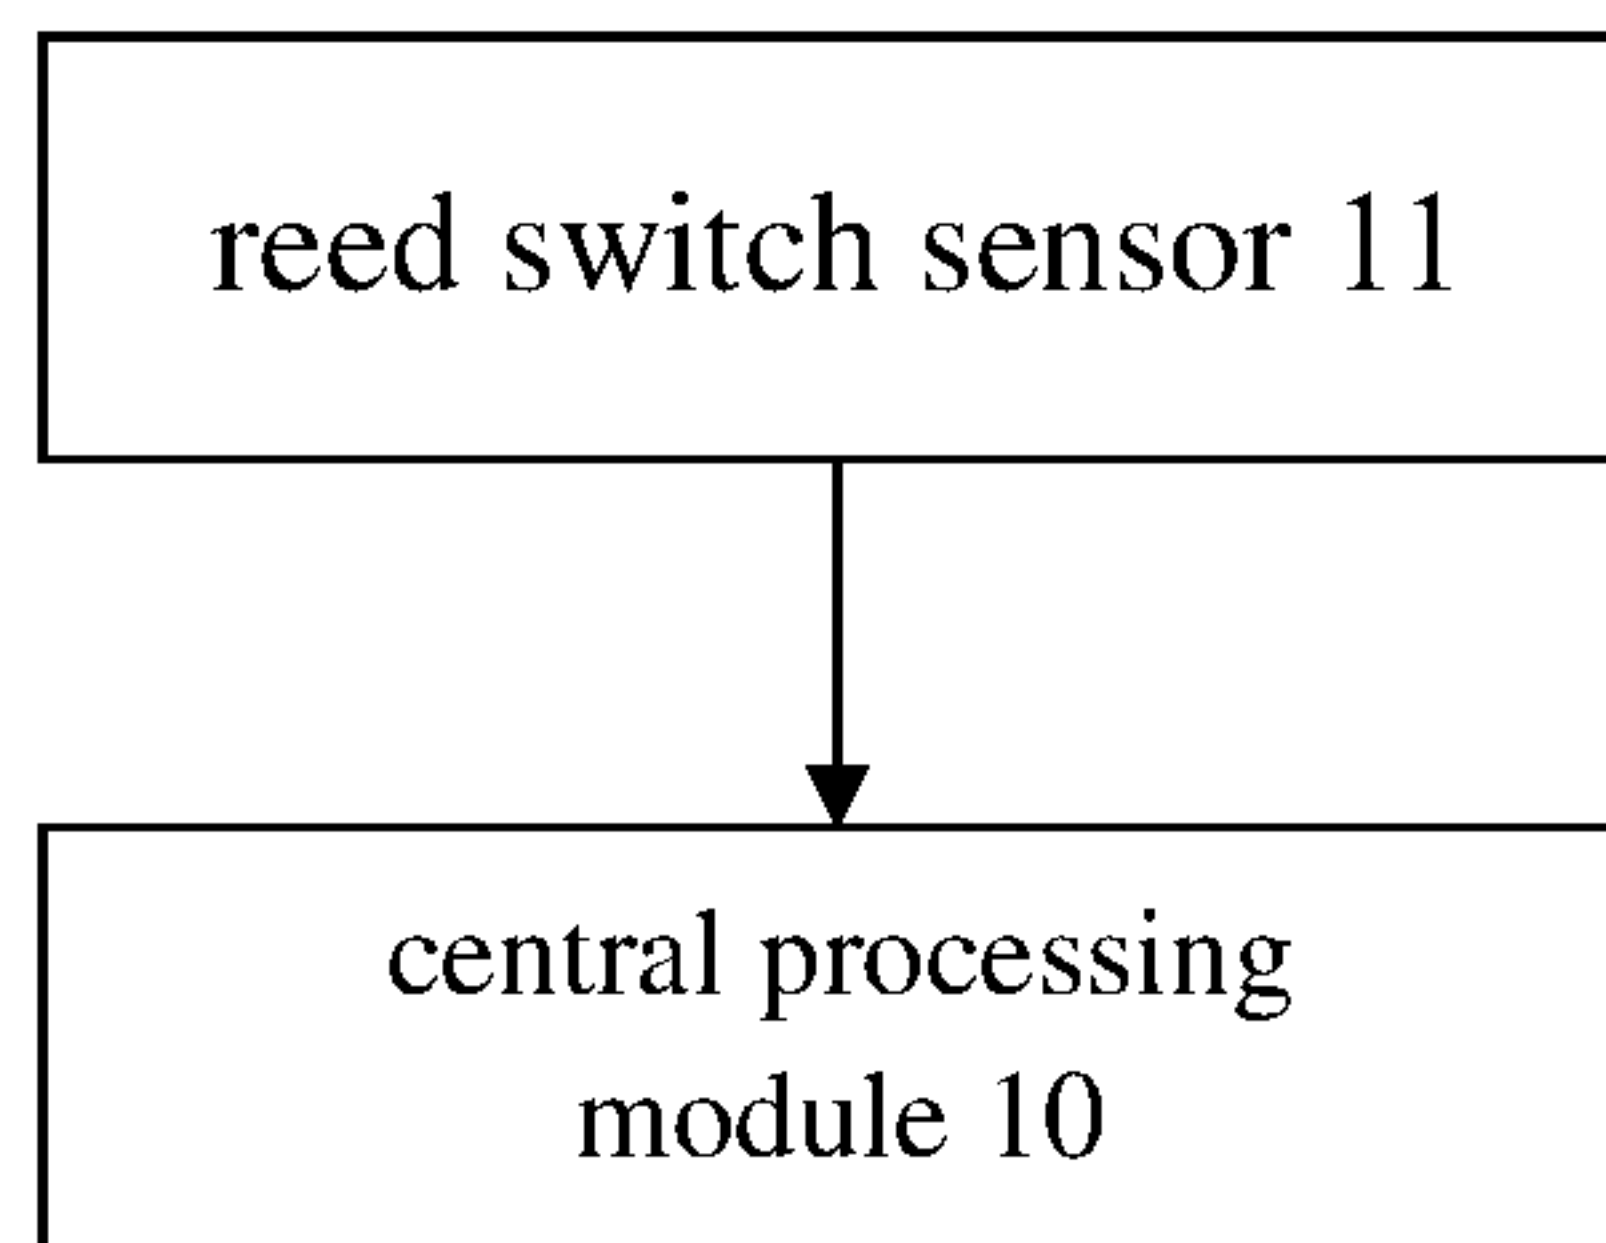 reed switch sensor 11
central processing
module 10